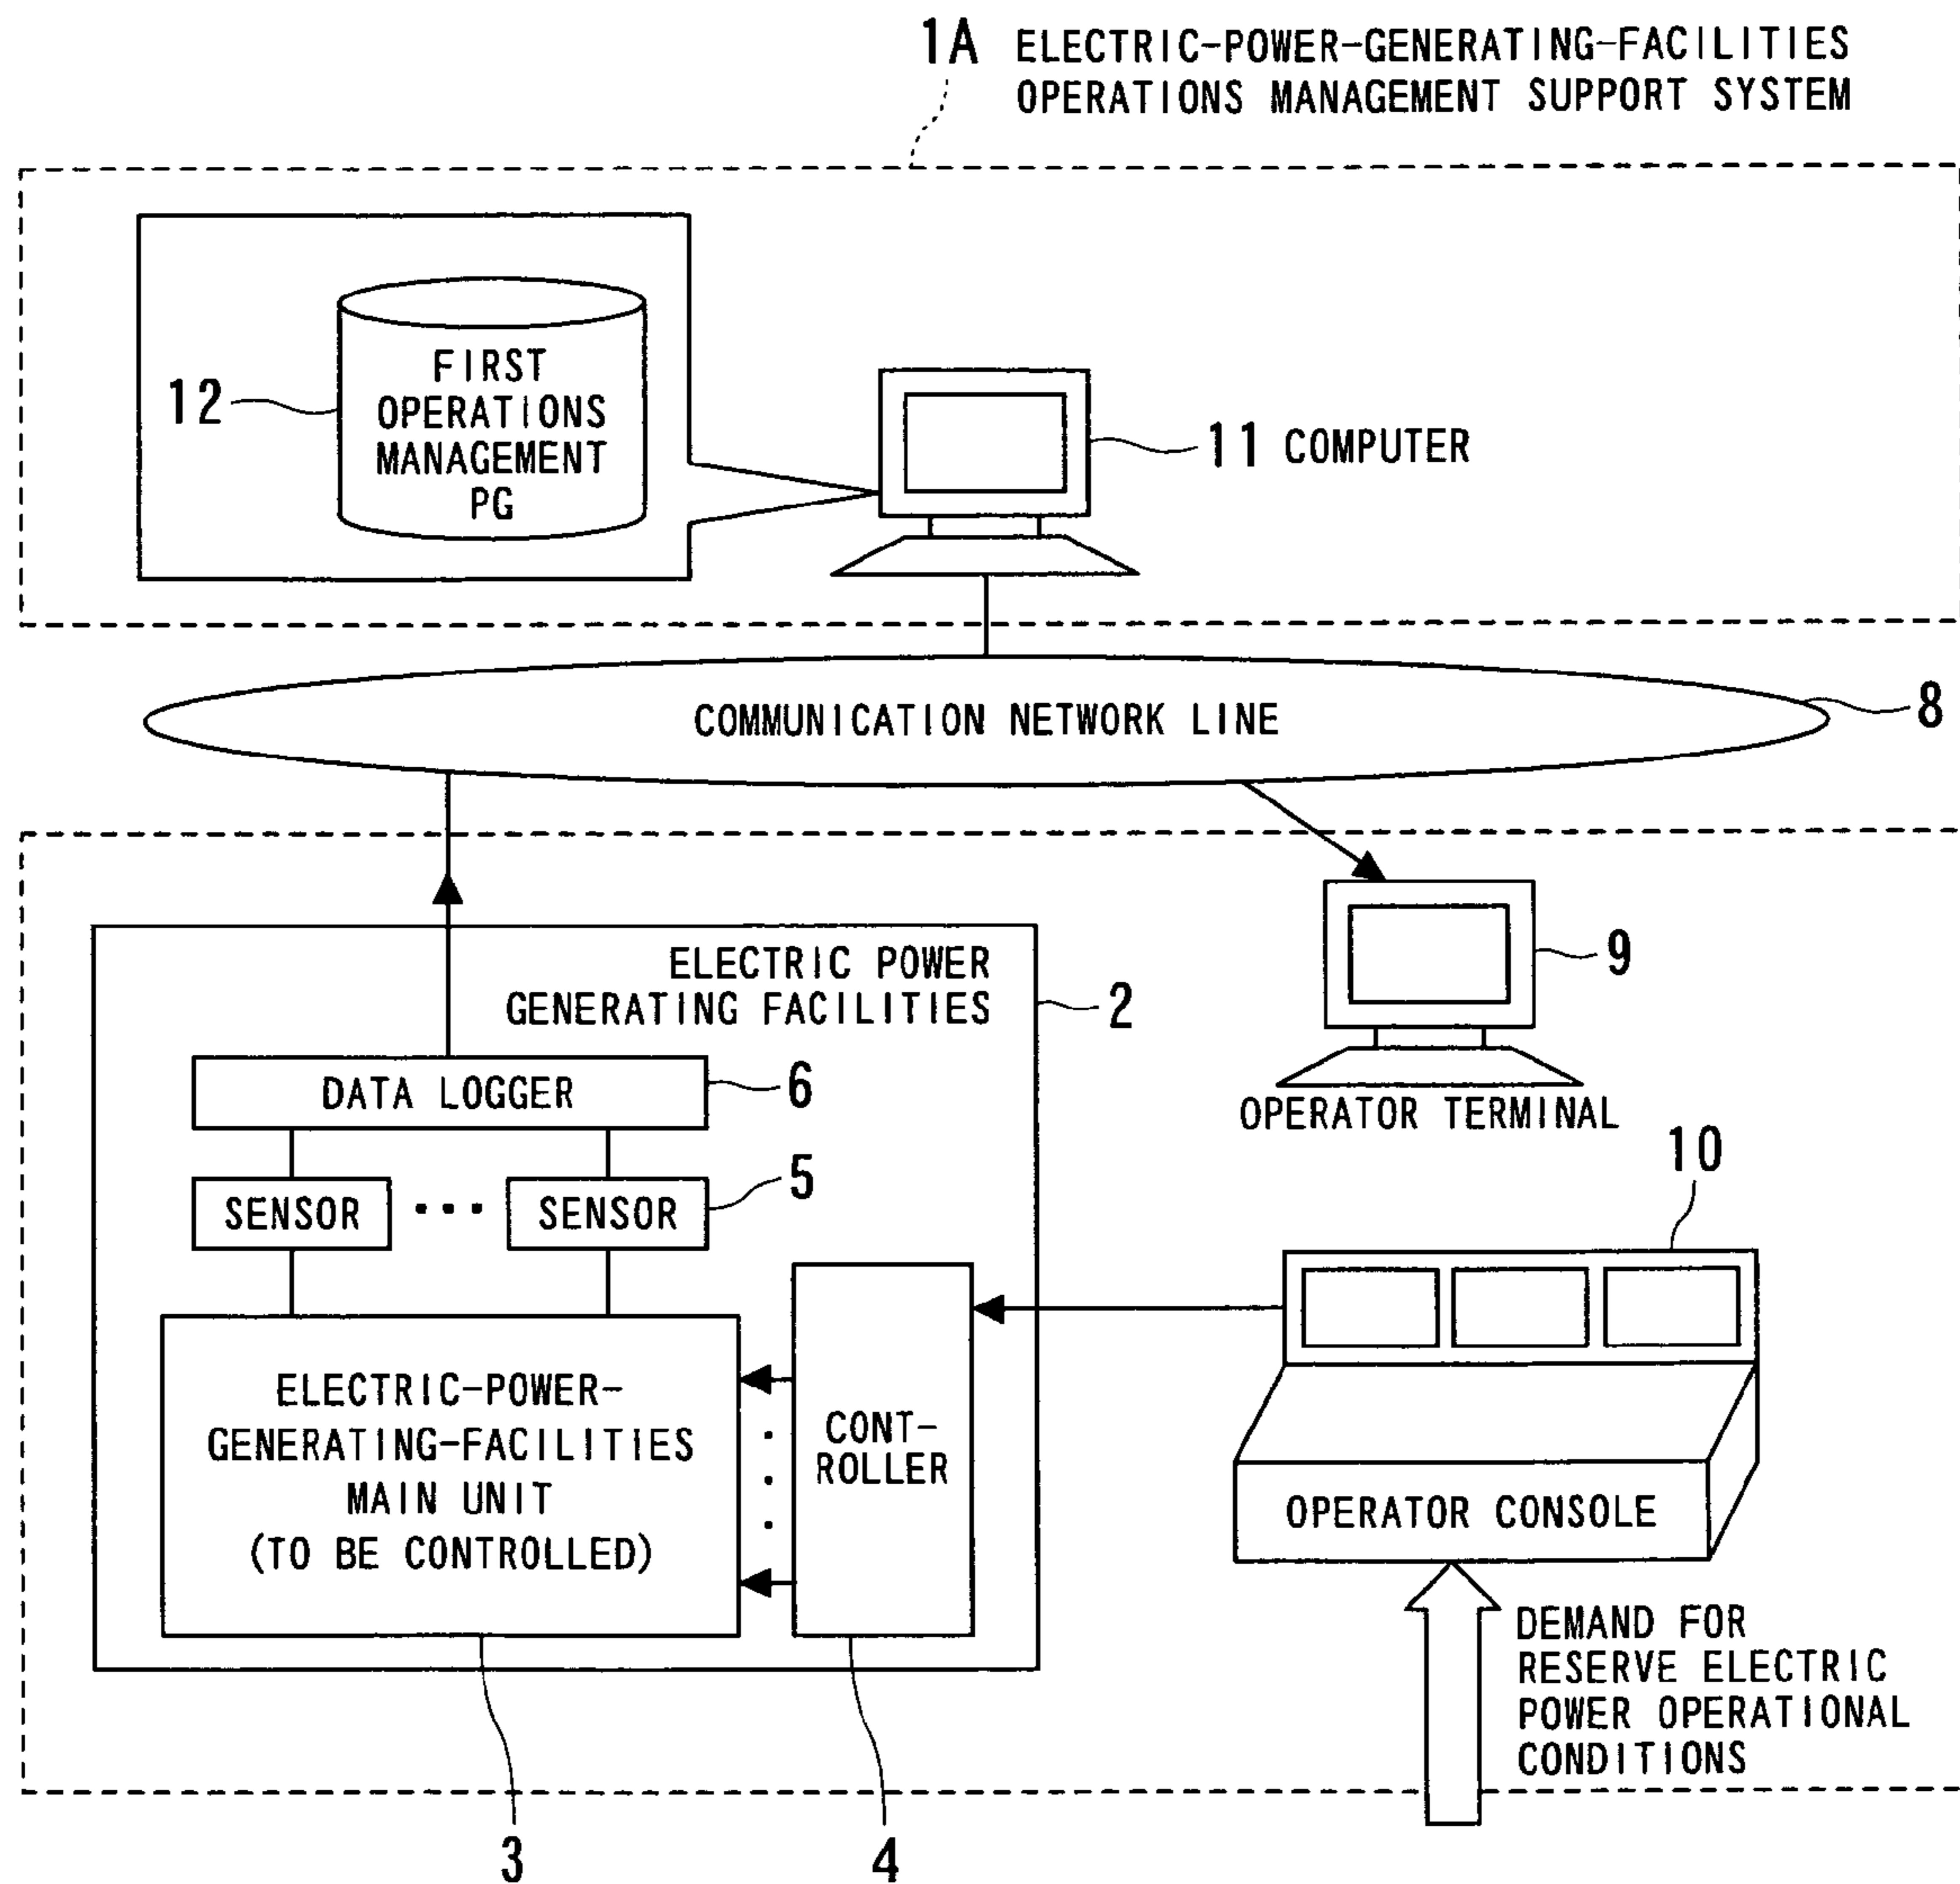 1A ELECTRIC-POWER-GENERATING-FACILITIES
OPERATIONS MANAGEMENT SUPPORT SYSTEM
12
FIRST
OPERATIONS
MANAGEMENT
PG
11 COMPUTER
COMMUNICATION NETWORK LINE
8
ELECTRIC POWER
GENERATING FACILITIES
2
9
DATA LOGGER
6
OPERATOR TERMINAL
SENSOR
...
SENSOR
5
10
ELECTRIC-POWER-
GENERATING-FACILITIES
MAIN UNIT
(TO BE CONTROLLED)
CONT-
ROLLER
OPERATOR CONSOLE
DEMAND FOR
RESERVE ELECTRIC
POWER OPERATIONAL
CONDITIONS
3
4